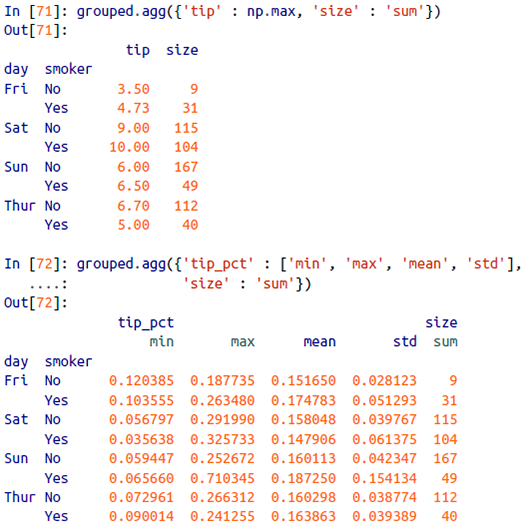 In [71]: grouped.agg({'tip' : np.max, 'size' : 'sum'})
Out[71]:
               tip  size
day  smoker
Fri  No       3.50     9
     Yes      4.73    31
Sat  No       9.00   115
     Yes     10.00   104
Sun  No       6.00   167
     Yes      6.50    49
Thur No       6.70   112
     Yes      5.00    40
In [72]: grouped.agg({'tip_pct' : ['min', 'max', 'mean', 'std'],
   ....:              'size' : 'sum'})
Out[72]:
              tip_pct                                size
                  min       max      mean       std   sum
day  smoker
Fri  No      0.120385  0.187735  0.151650  0.028123     9
     Yes     0.103555  0.263480  0.174783  0.051293    31
Sat  No      0.056797  0.291990  0.158048  0.039767   115
     Yes     0.035638  0.325733  0.147906  0.061375   104
Sun  No      0.059447  0.252672  0.160113  0.042347   167
     Yes     0.065660  0.710345  0.187250  0.154134    49
Thur No      0.072961  0.266312  0.160298  0.038774   112
     Yes     0.090014  0.241255  0.163863  0.039389    40